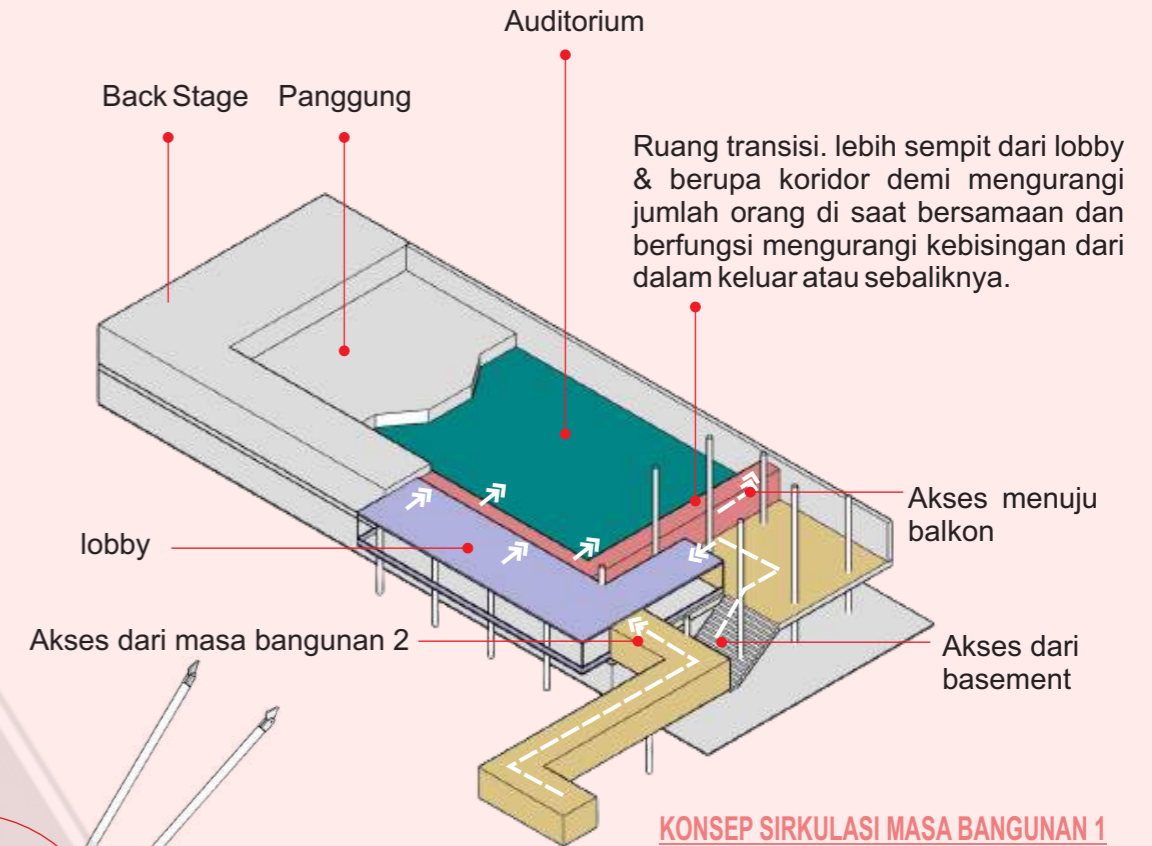 Auditorium
Back Stage
Panggung
Ruang transisi. lebih sempit dari lobby
& berupa koridor demi mengurangi
jumlah orang di saat bersamaan dan
berfungsi mengurangi kebisingan dari
dalam keluar atau sebaliknya.
Akses menuju
balkon
lobby
Akses dari masa bangunan 2
Akses dari
basement
KONSEP SIRKULASI MASA BANGUNAN 1